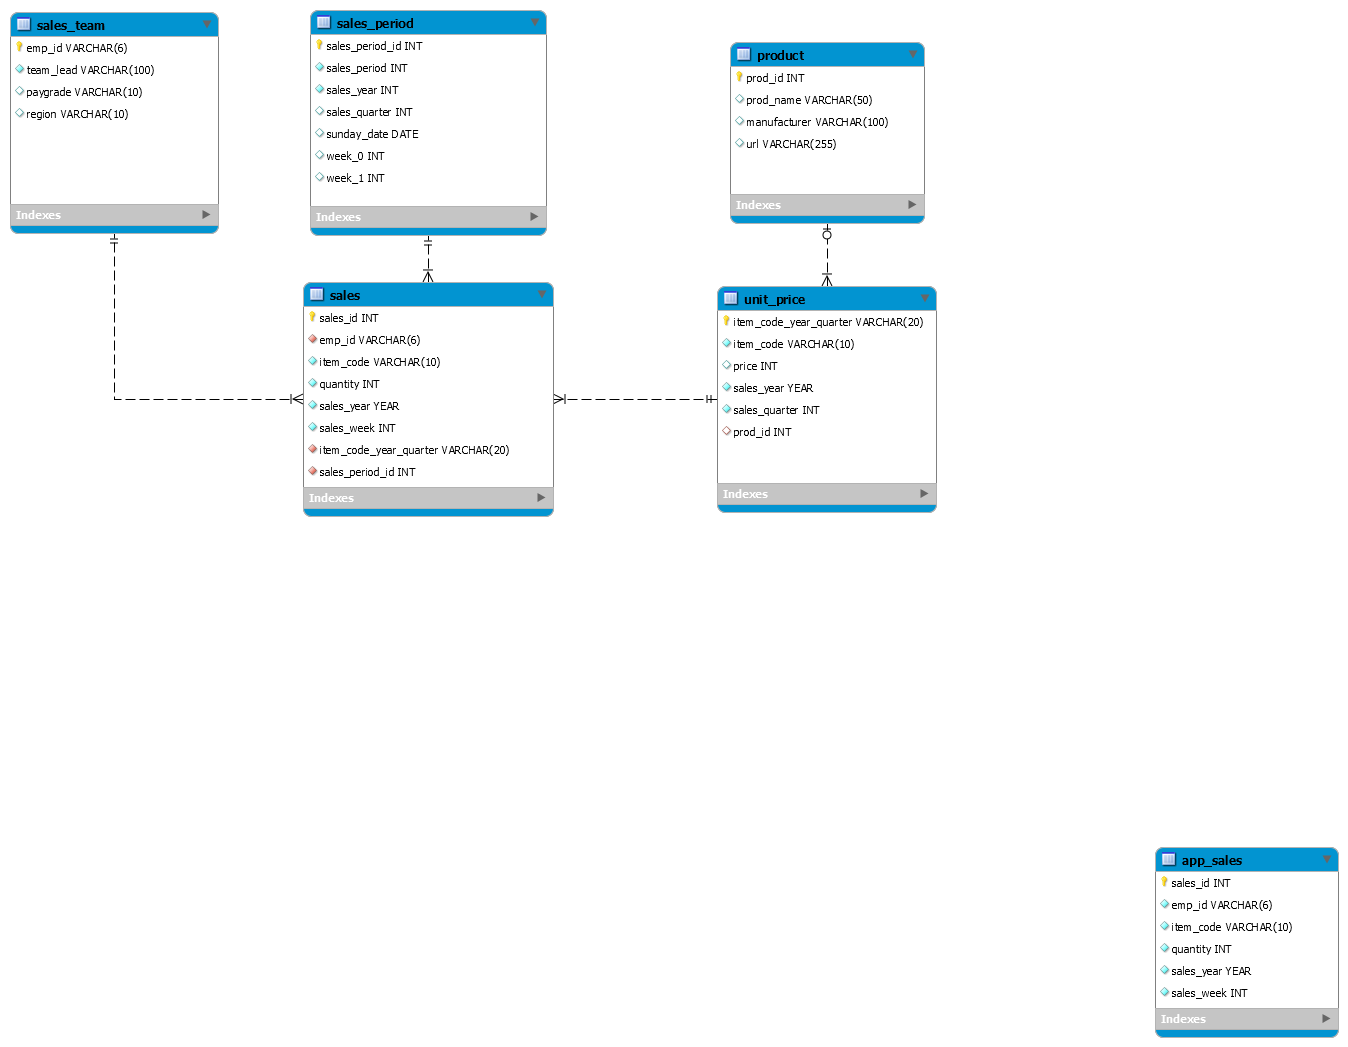 sales_team
emp_id VARCHAR(6)
team_lead VARCHAR(100)
paygrade VARCHAR(10)
region VARCHAR(10)
Indexes
sales_period
sales_period_id INT
sales_period INT
sales_year INT
sales_quarter INT
sunday_date DATE
week_0 INT
week_1 INT
Indexes
product
prod_id INT
prod_name VARCHAR(50)
manufacturer VARCHAR(100)
url VARCHAR(255)
Indexes
sales
sales_id INT
emp_id VARCHAR(6)
item_code VARCHAR(10)
quantity INT
sales_year YEAR
sales_week INT
item_code_year_quarter VARCHAR(20)
sales_period_id INT
Indexes
unit_price
item_code_year_quarter VARCHAR(20)
item_code VARCHAR(10)
price INT
sales_year YEAR
sales_quarter INT
prod_id INT
Indexes
app_sales
sales_id INT
emp_id VARCHAR(6)
item_code VARCHAR(10)
quantity INT
sales_year YEAR
sales_week INT
Indexes